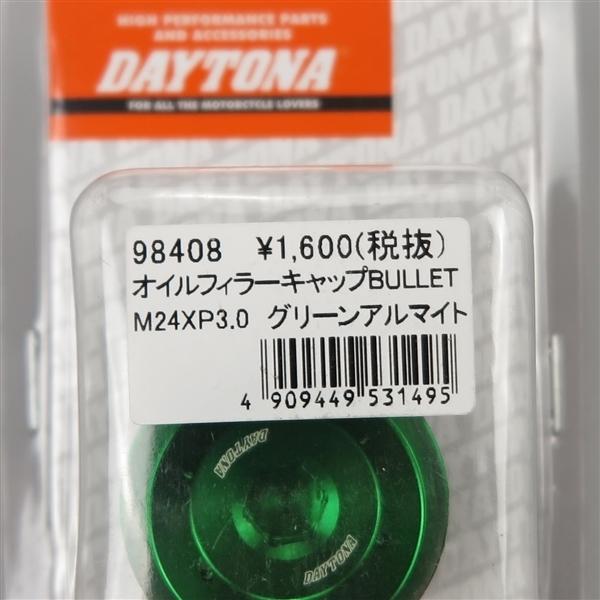 HIGH PERFORMANCE PARTS
AND ACCESSORIES
DAYTONA
FOR ALL THE MOTORCYCLE LOVERS
98408 ¥1,600(税抜)
オイルフィラーキャップBULLET
M24XP3.0 グリーンアルマイト
4 909449 531495
DAYTONA
DAYTONA